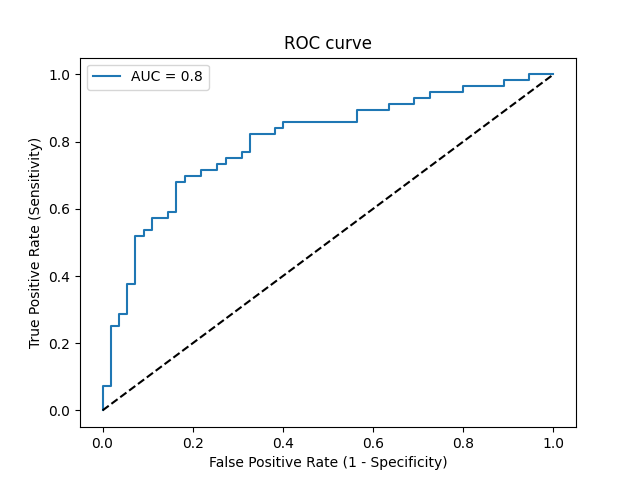 ROC curve
AUC = 0.8
True Positive Rate (Sensitivity)
1.0
0.8
0.6
0.4
0.2
0.0
0.0 0.2 0.4 0.6 0.8 1.0
False Positive Rate (1 - Specificity)